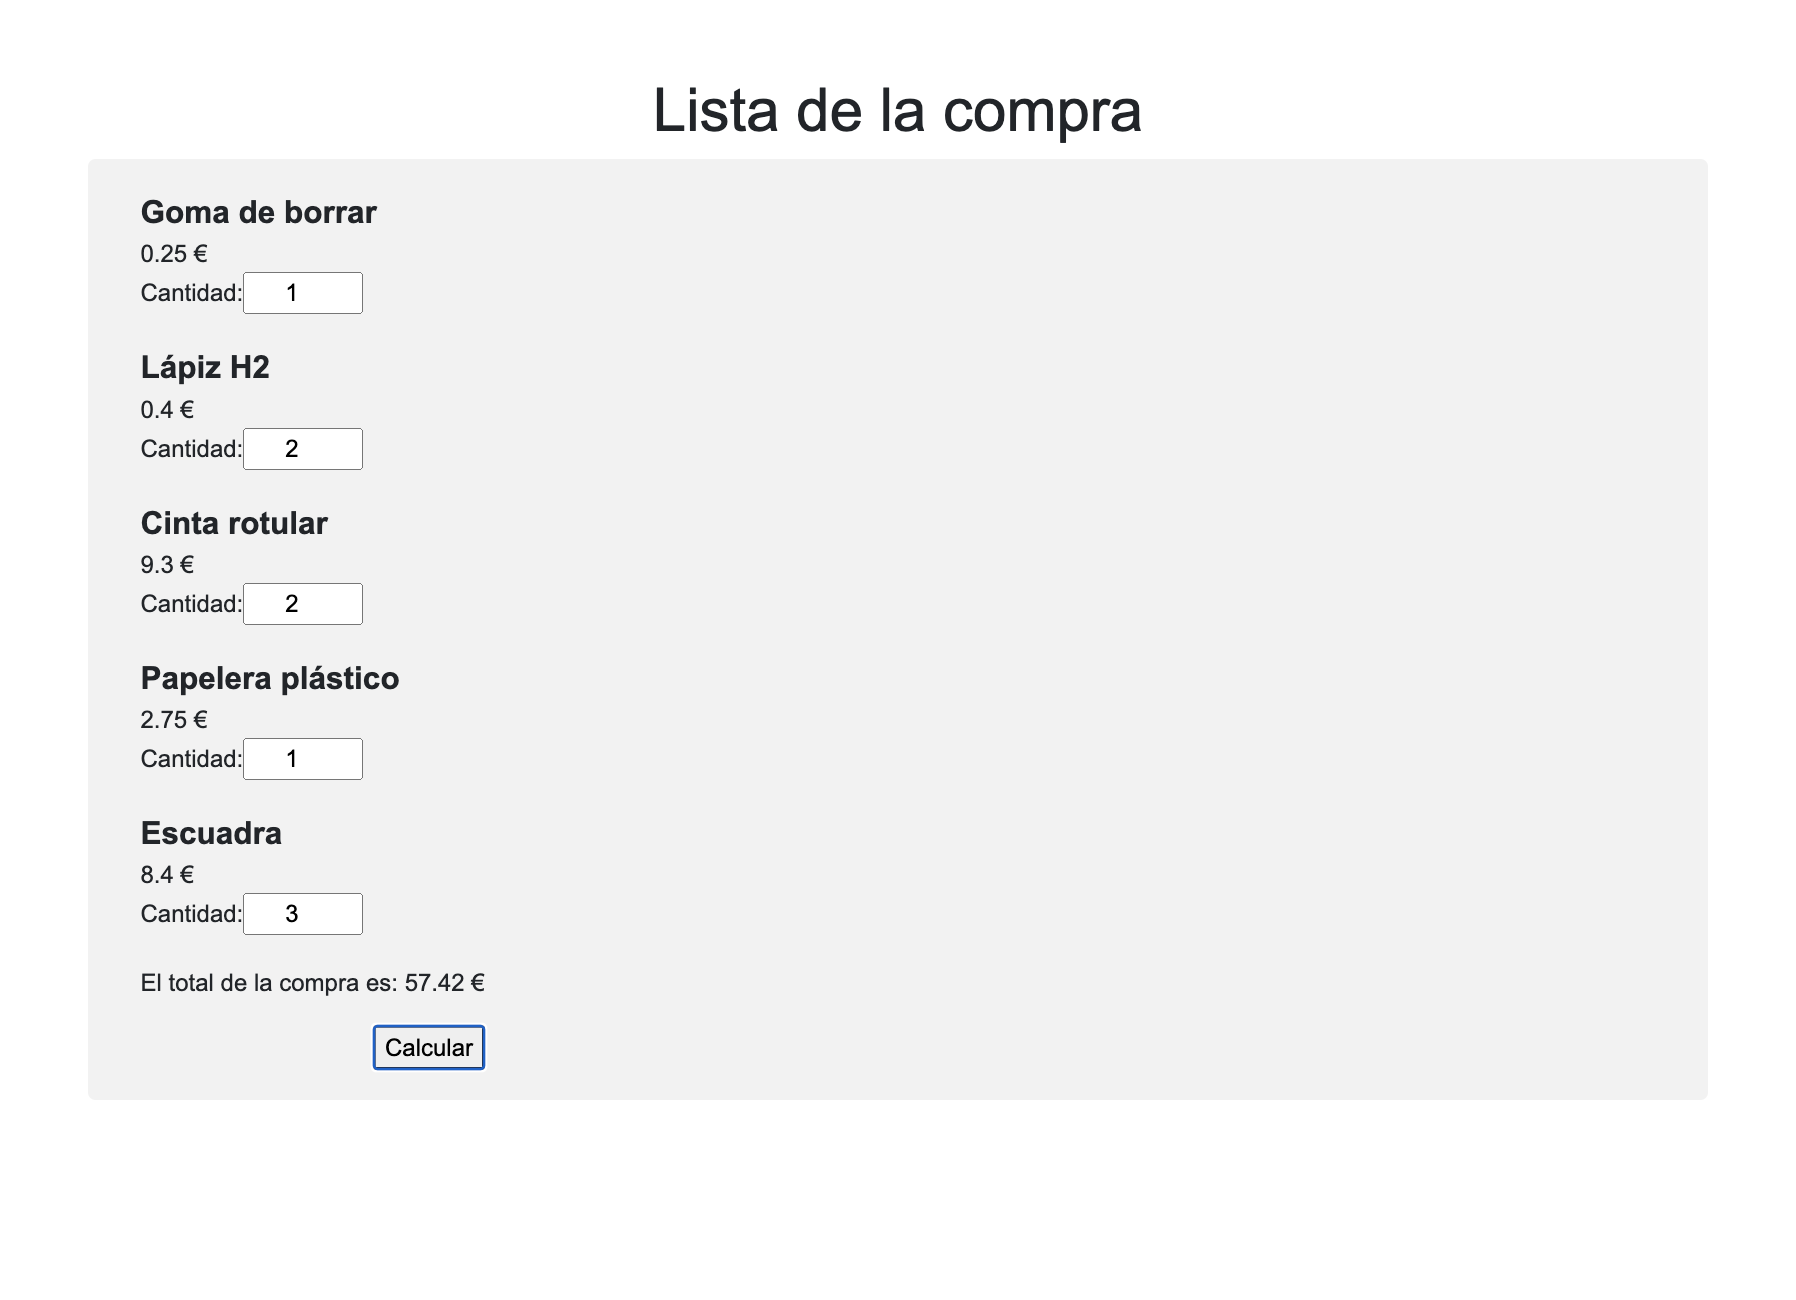 Lista de la compra
Goma de borrar
0.25 €
Cantidad: 1
Lápiz H2
0.4 €
Cantidad: 2
Cinta rotular
9.3 €
Cantidad: 2
Papelera plástico
2.75 €
Cantidad: 1
Escuadra
8.4 €
Cantidad: 3
El total de la compra es: 57.42 €
Calcular